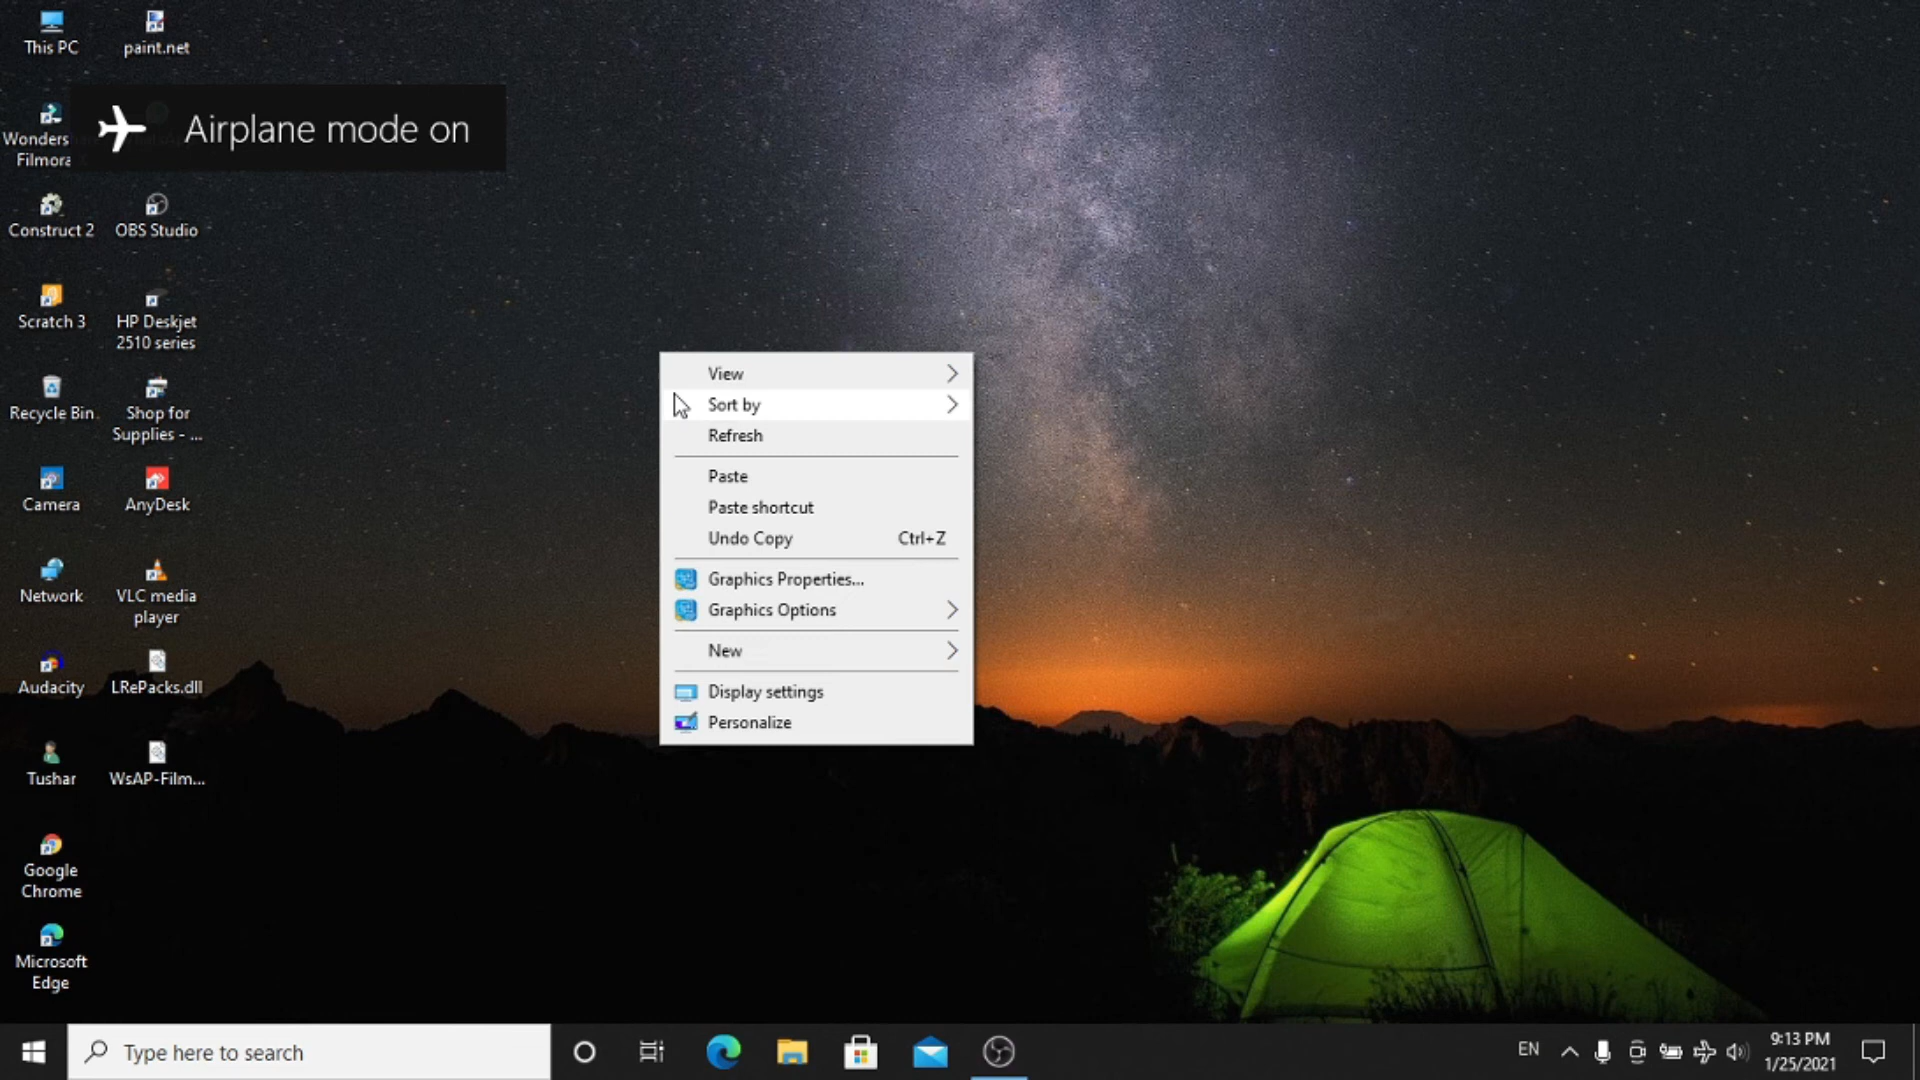 This PC
paint.net
Airplane mode on
Wonders
Filmora
Construct 2
OBS Studio
Scratch 3
HP Deskjet
2510 series
Recycle Bin
Shop for
Supplies - ...
Camera
AnyDesk
Network
VLC media
player
Audacity
LRePacks.dll
Tushar
WsAP-Film...
Google
Chrome
Microsoft
Edge
View
Sort by
Refresh
Paste
Paste shortcut
Undo Copy Ctrl+Z
Graphics Properties...
Graphics Options
New
Display settings
Personalize
Type here to search
EN
9:13 PM
1/25/2021